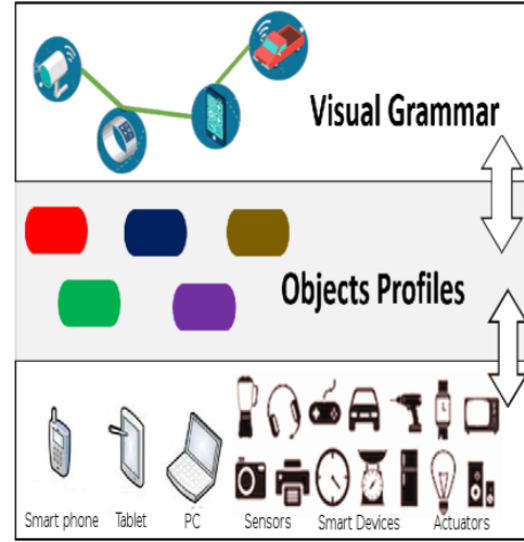 Visual Grammar
Objects Profiles
Smart phone Tablet PC Sensors Smart Devices Actuators